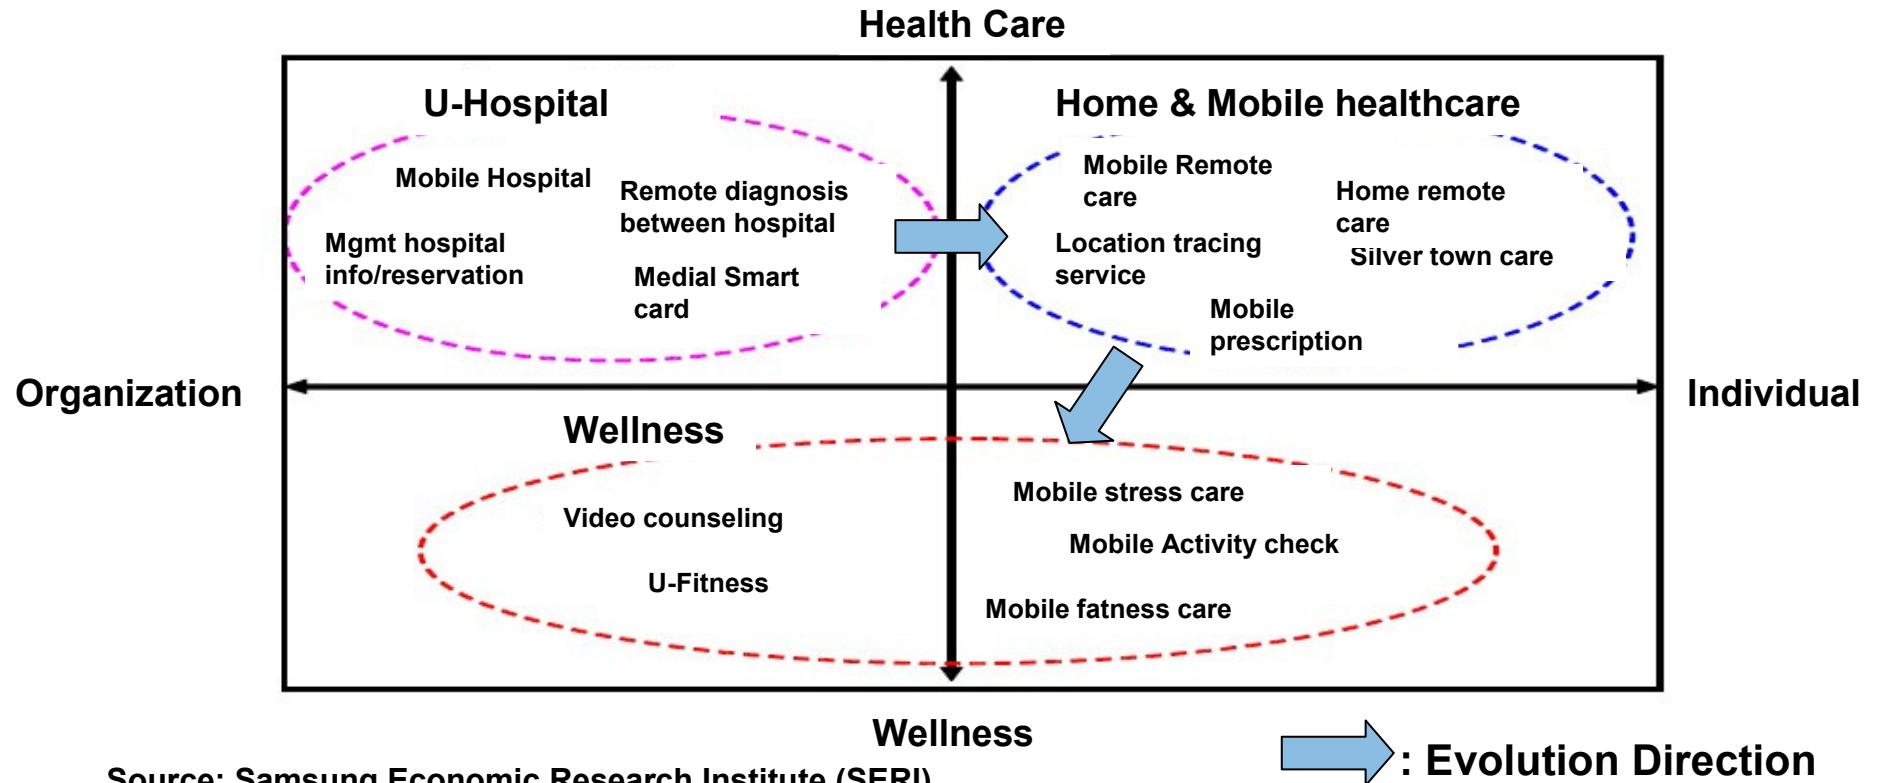 Health Care
U-Hospital
Mobile Hospital
Remote diagnosis
between hospital
Mgmt hospital
info/reservation
Medial Smart
card
Home & Mobile healthcare
Mobile Remote
care
Home remote
care
Location tracing
service
Silver town care
Mobile
prescription
Organization
Individual
Wellness
Video counseling
U-Fitness
Mobile stress care
Mobile Activity check
Mobile fatness care
Wellness
: Evolution Direction
Source: Samsung Economic Research Institute (SERI)